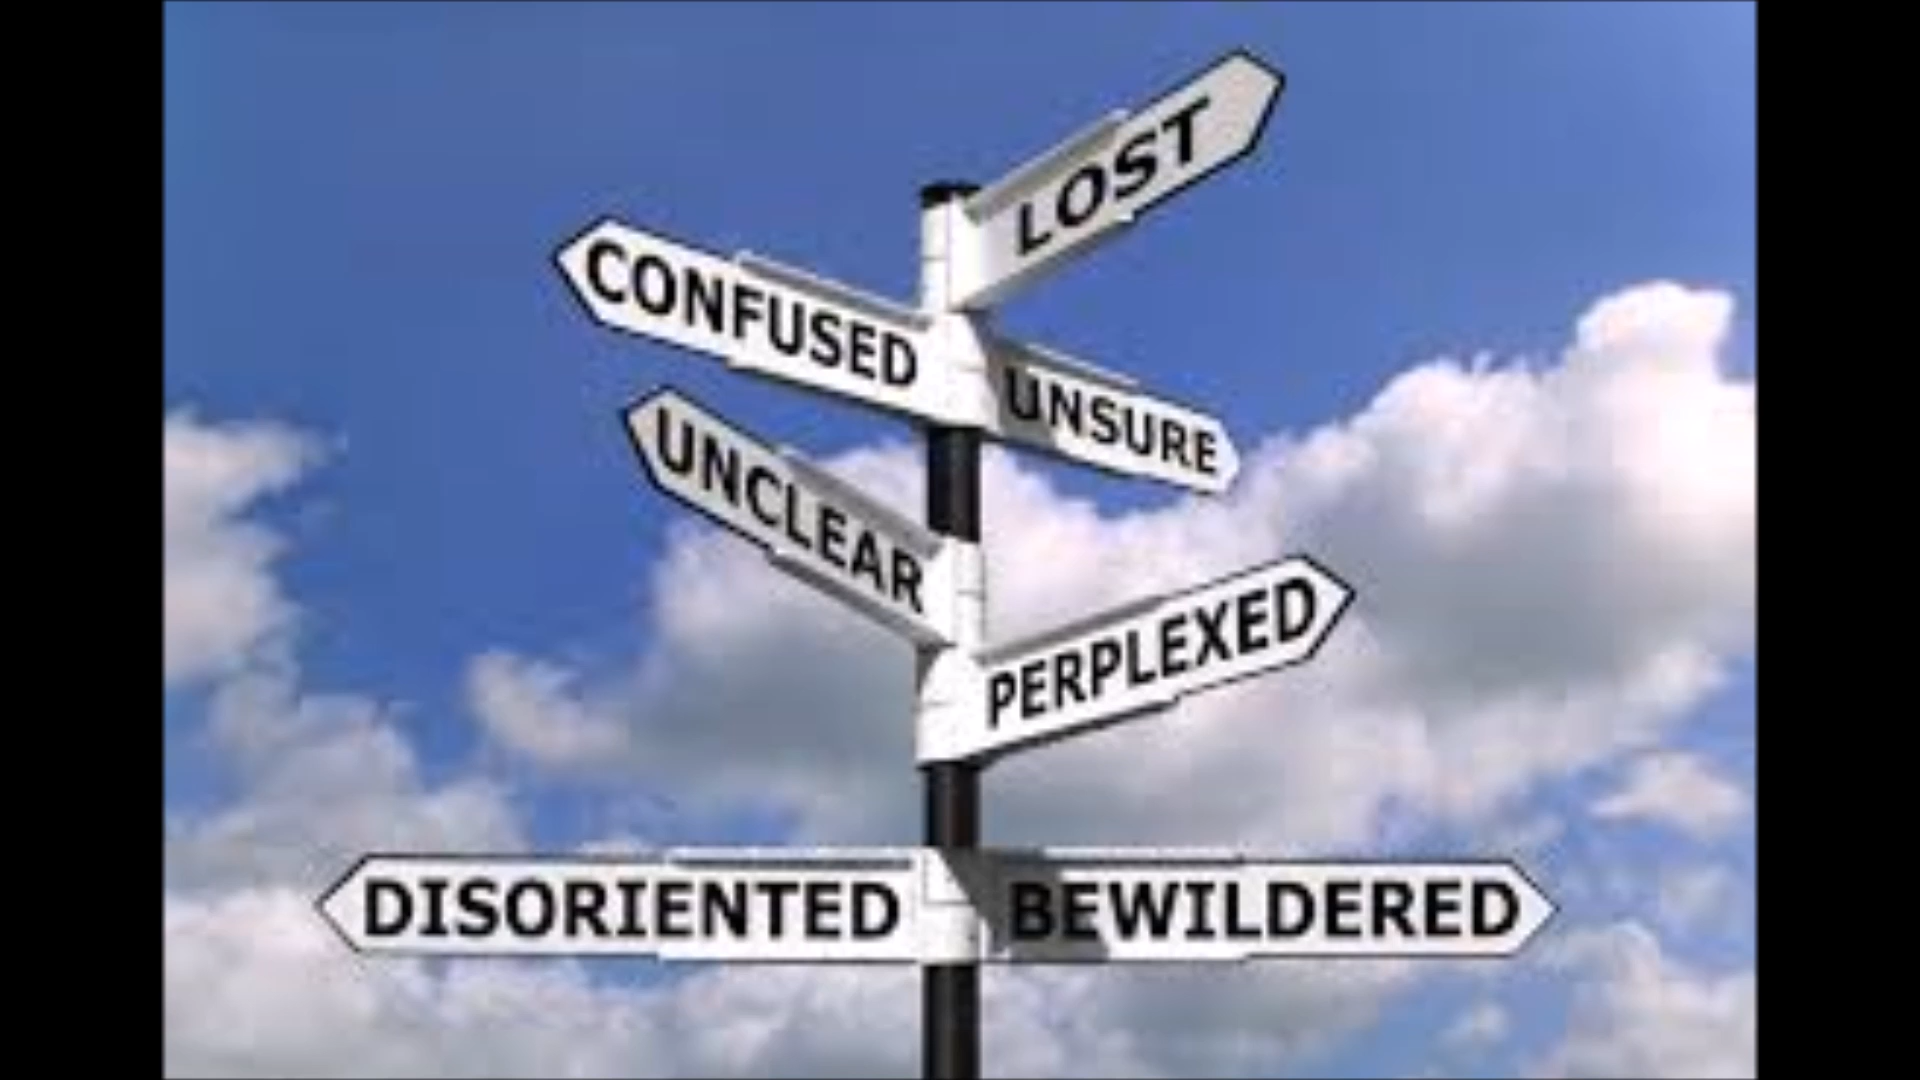 LOST
CONFUSED
UNSURE
UNCLEAR
PERPLEXED
DISORIENTED
BEWILDERED